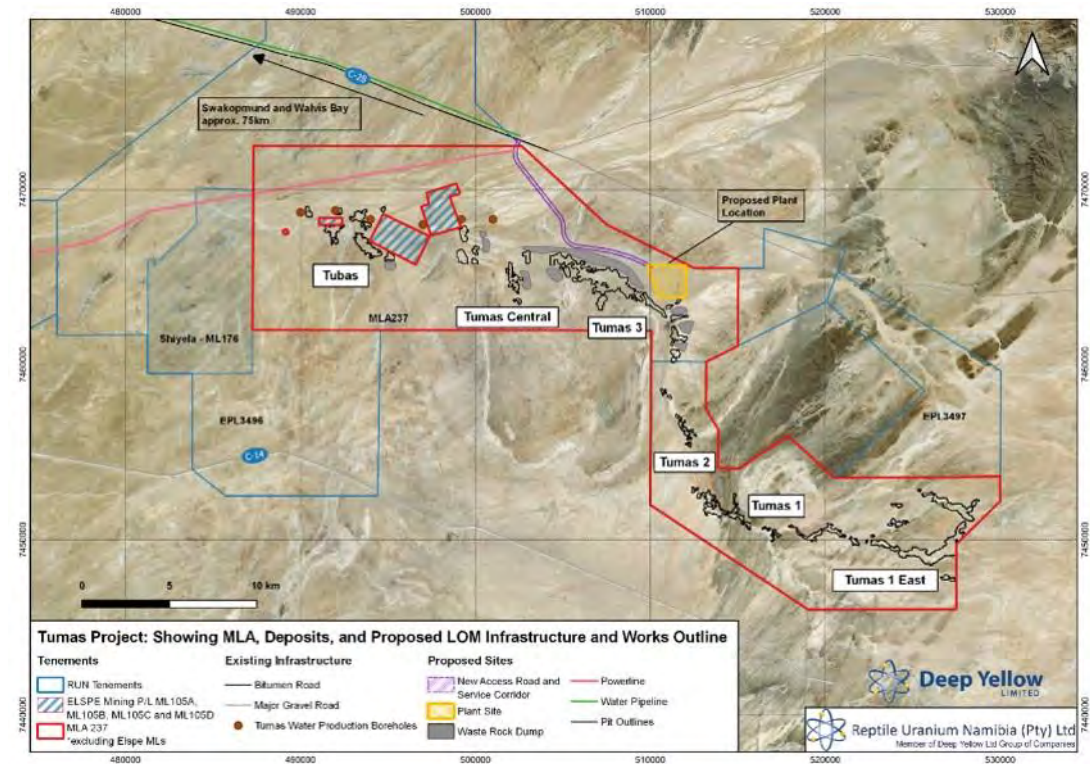 480000
490000
500000
510000
520000
530000
C-28
Swakopmund and Walvis Bay
approx. 75km
7470000
7470000
Proposed Plant
Location
Tubas
Tumas Central
Tumas 3
MLA237
Shiyela - ML176
7460000
7460000
EPL3496
EPL3497
C-14
Tumas 2
Tumas 1
7450000
7450000
Tumas 1 East
0 5 10 km
Tumas Project: Showing MLA, Deposits, and Proposed LOM Infrastructure and Works Outline
Tenements
RUN Tenements
ELSPE Mining P/L ML105A,
ML105B, ML105C and ML105D
MLA 237
*excluding Elspe MLs
Existing Infrastructure
Bitumen Road
Major Gravel Road
Tumas Water Production Boreholes
Proposed Sites
New Access Road and
Service Corridor
Plant Site
Waste Rock Dump
Powerline
Water Pipeline
Pit Outlines
Deep Yellow
LIMITED
Reptile Uranium Namibia (Pty) Ltd
Member of Deep Yellow Ltd Group of Companies
7440000
7440000
480000
490000
500000
510000
520000
530000